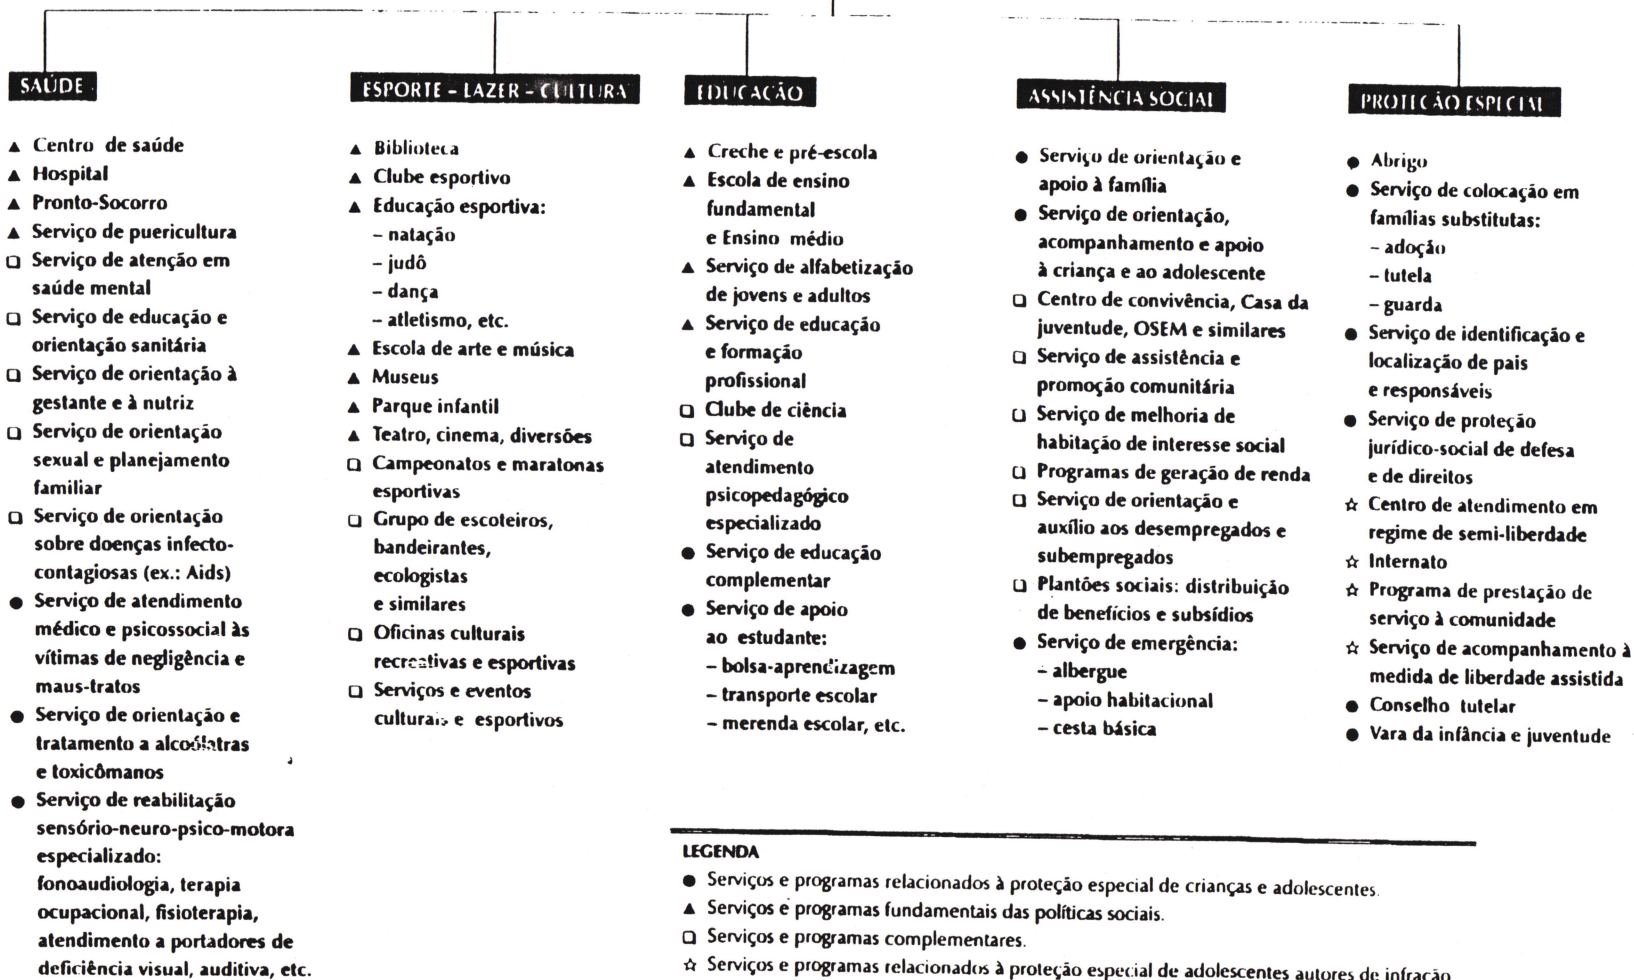 SAÚDE
▲ Centro de saúde
▲ Hospital
▲ Pronto-Socorro
▲ Serviço de puericultura
❑ Serviço de atenção em
saúde mental
❑ Serviço de educação e
orientação sanitária
❑ Serviço de orientação à
gestante e à nutriz
❑ Serviço de orientação
sexual e planejamento
familiar
❑ Serviço de orientação
sobre doenças infecto-
contagiosas (ex.: Aids)
● Serviço de atendimento
médico e psicossocial às
vítimas de negligência e
maus-tratos
● Serviço de orientação e
tratamento a alcoólatras
e toxicômanos
● Serviço de reabilitação
sensório-neuro-psico-motora
especializado:
fonoaudiologia, terapia
ocupacional, fisioterapia,
atendimento a portadores de
deficiência visual, auditiva, etc.
ESPORTE – LAZER – CULTURA
▲ Biblioteca
▲ Clube esportivo
▲ Educação esportiva:
– natação
– judô
– dança
– atletismo, etc.
▲ Escola de arte e música
▲ Museus
▲ Parque infantil
▲ Teatro, cinema, diversões
❑ Campeonatos e maratonas
esportivas
❑ Grupo de escoteiros,
bandeirantes,
ecologistas
e similares
❑ Oficinas culturais
recreativas e esportivas
❑ Serviços e eventos
culturais e esportivos
EDUCAÇÃO
▲ Creche e pré-escola
▲ Escola de ensino
fundamental
e Ensino médio
▲ Serviço de alfabetização
de jovens e adultos
▲ Serviço de educação
e formação
profissional
❑ Clube de ciência
❑ Serviço de
atendimento
psicopedagógico
especializado
● Serviço de educação
complementar
● Serviço de apoio
ao estudante:
– bolsa-aprendizagem
– transporte escolar
– merenda escolar, etc.
ASSISTÊNCIA SOCIAL
● Serviço de orientação e
apoio à família
● Serviço de orientação,
acompanhamento e apoio
à criança e ao adolescente
❑ Centro de convivência, Casa da
juventude, OSEM e similares
❑ Serviço de assistência e
promoção comunitária
❑ Serviço de melhoria de
habitação de interesse social
❑ Programas de geração de renda
❑ Serviço de orientação e
auxílio aos desempregados e
subempregados
❑ Plantões sociais: distribuição
de benefícios e subsídios
● Serviço de emergência:
– albergue
– apoio habitacional
– cesta básica
PROTEÇÃO ESPECIAL
● Abrigo
● Serviço de colocação em
famílias substitutas:
– adoção
– tutela
– guarda
● Serviço de identificação e
localização de pais
e responsáveis
● Serviço de proteção
jurídico-social de defesa
e de direitos
☆ Centro de atendimento em
regime de semi-liberdade
☆ Internato
☆ Programa de prestação de
serviço à comunidade
☆ Serviço de acompanhamento à
medida de liberdade assistida
● Conselho tutelar
● Vara da infância e juventude
LEGENDA
● Serviços e programas relacionados à proteção especial de crianças e adolescentes.
▲ Serviços e programas fundamentais das políticas sociais.
❑ Serviços e programas complementares.
☆ Serviços e programas relacionados à proteção especial de adolescentes autores de infração